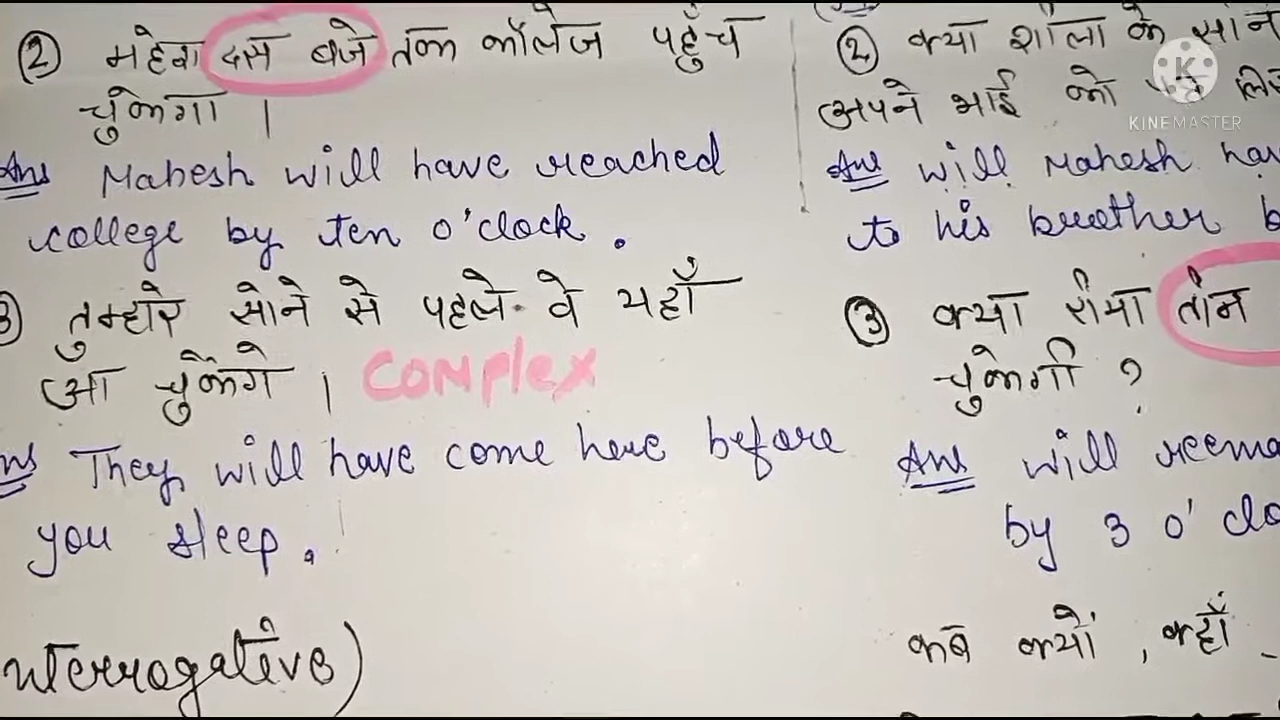 ② महेश दस बजे तक कॉलेज पहुँच
चुकेगा ।
Ans Mahesh will have reached
college by ten o'clock .
③ तुम्हारे सोने से पहले वे यहाँ
आ चुकेंगे । COMPlex
Ans They will have come here before
you sleep .
nterrogative)
② क्या शीला के सोने
अपने भाई को
Ans will Mahesh hav
to his brother b
③ क्या रीमा तीन
चुकेगी ?
Ans will reema
by 3 o' clo
कब क्यों , कहाँ -
K
KINEMASTER